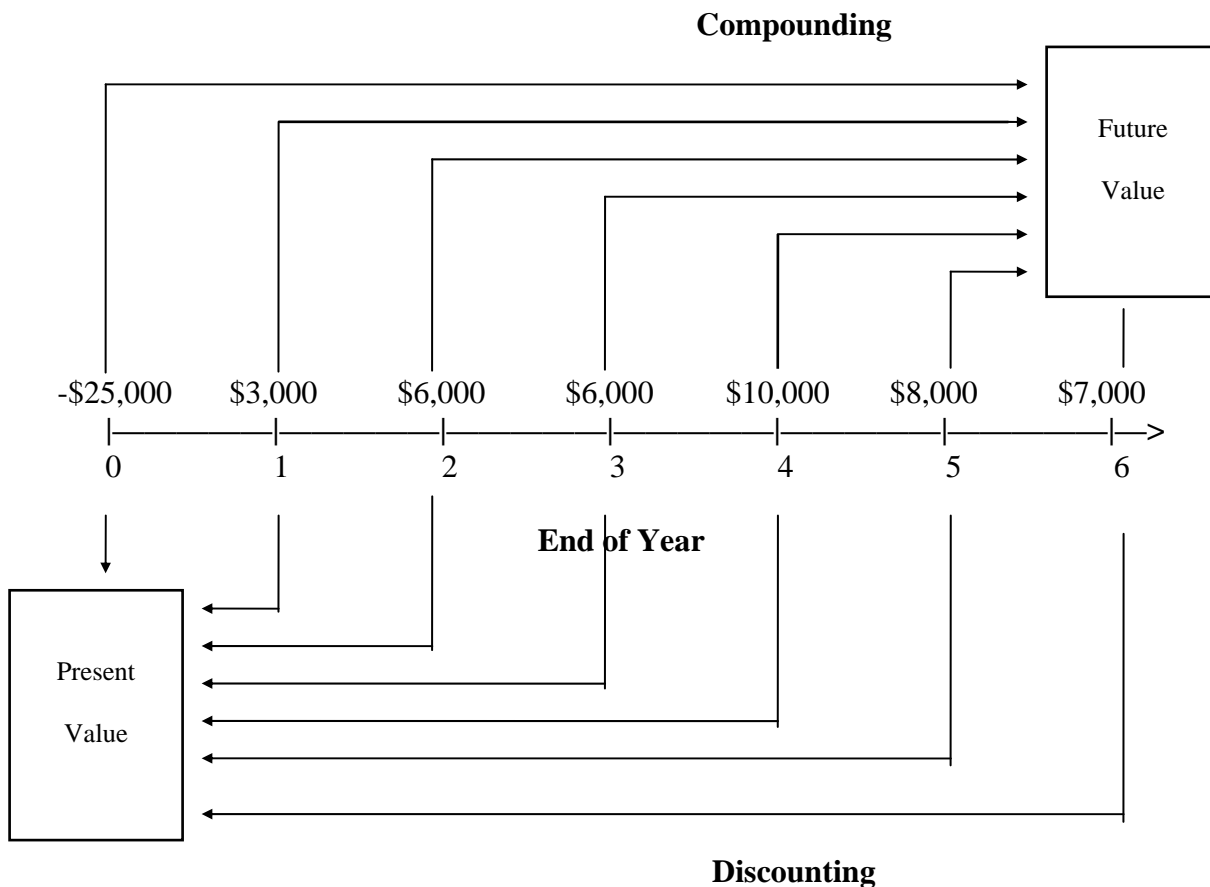 Compounding
Future
Value
-$25,000 $3,000 $6,000 $6,000 $10,000 $8,000 $7,000
0 1 2 3 4 5 6
End of Year
Present
Value
Discounting